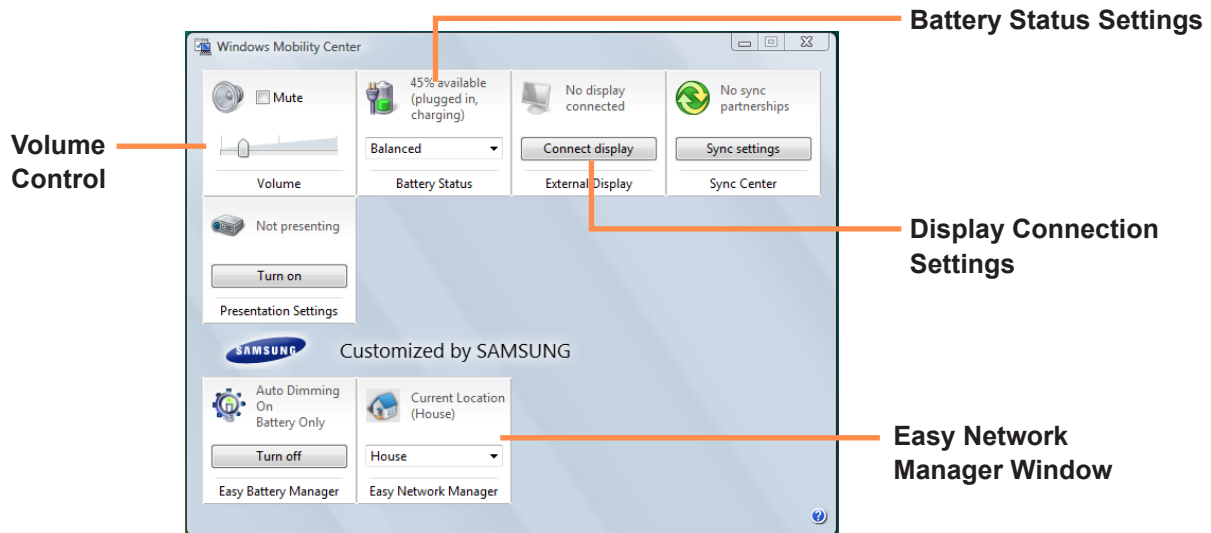 Battery Status Settings
Windows Mobility Center
Mute
45% available
(plugged in,
charging)
No display
connected
No sync
partnerships
Volume
Control
Balanced
Connect display
Sync settings
Volume
Battery Status
External Display
Sync Center
Not presenting
Display Connection
Settings
Turn on
Presentation Settings
SAMSUNG
Customized by SAMSUNG
Auto Dimming
On
Battery Only
Current Location
(House)
Easy Network
Manager Window
Turn off
House
Easy Battery Manager
Easy Network Manager
?